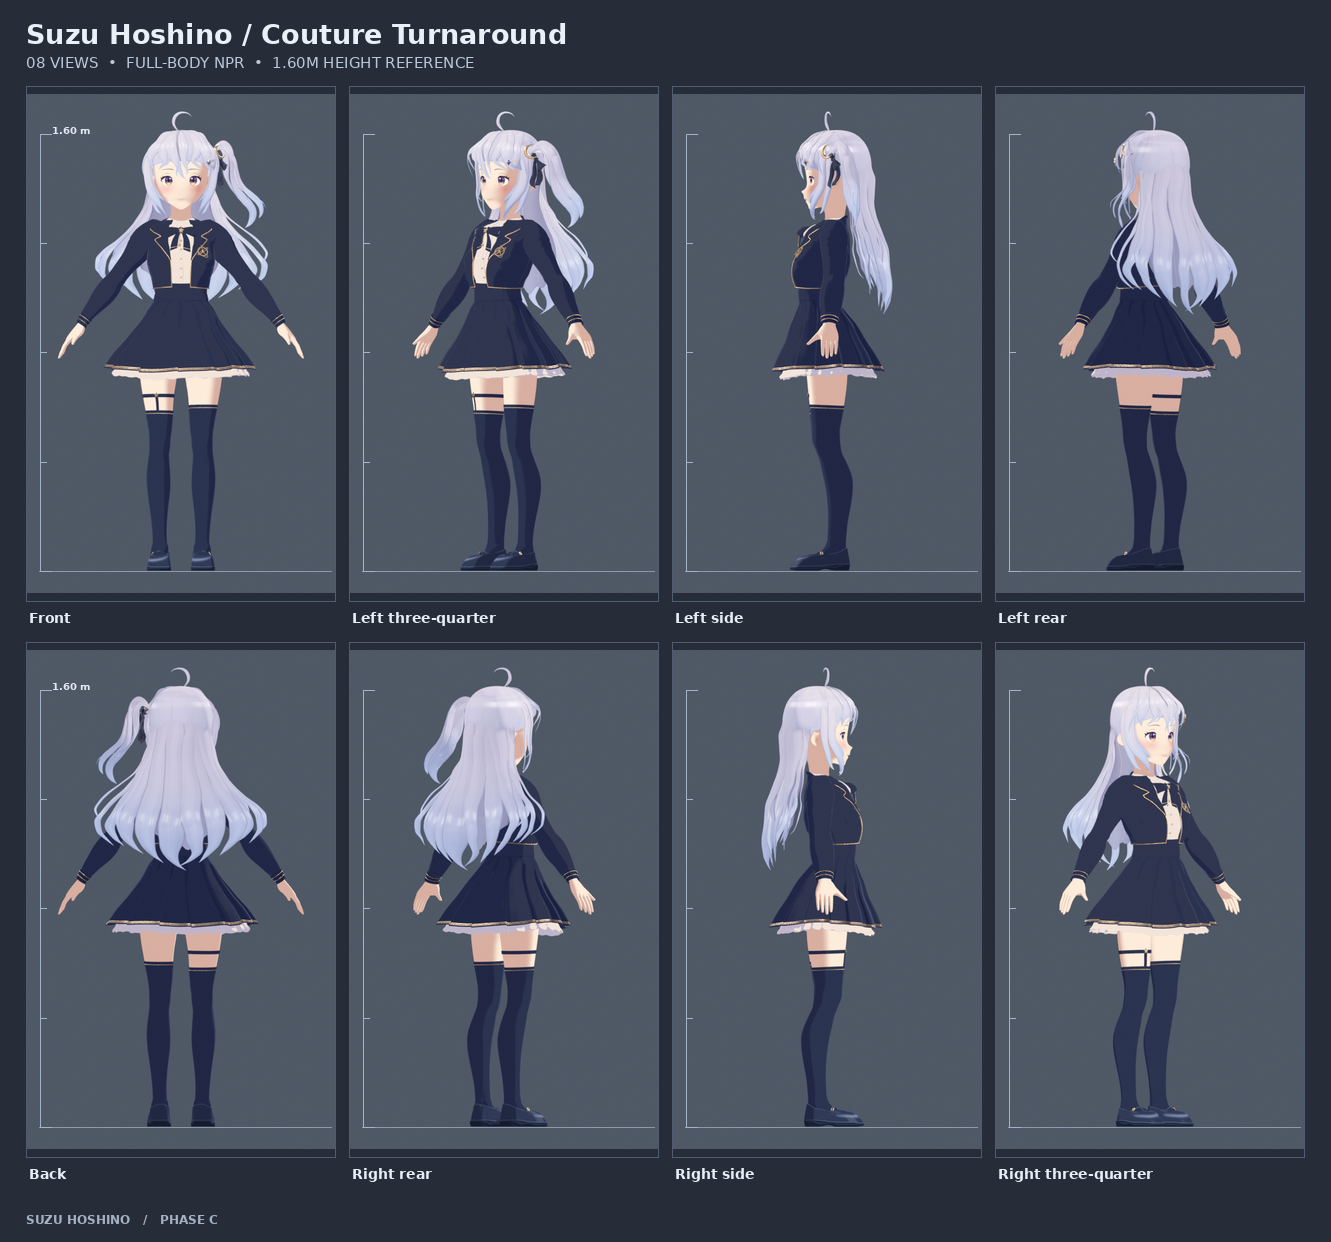 Suzu Hoshino / Couture Turnaround
08 VIEWS • FULL-BODY NPR • 1.60M HEIGHT REFERENCE
1.60 m
Front
Left three-quarter
Left side
Left rear
1.60 m
Back
Right rear
Right side
Right three-quarter
SUZU HOSHINO / PHASE C